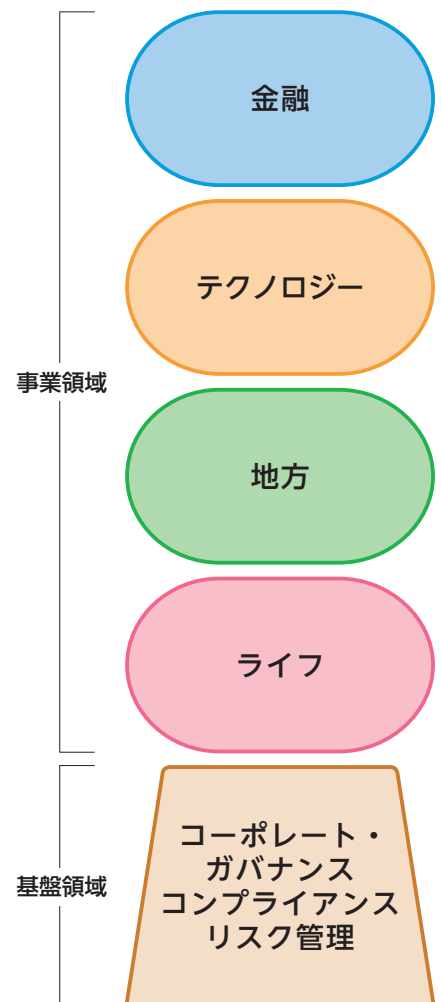 事業領域
金融
テクノロジー
地方
ライフ
基盤領域
コーポレート・
ガバナンス
コンプライアンス
リスク管理